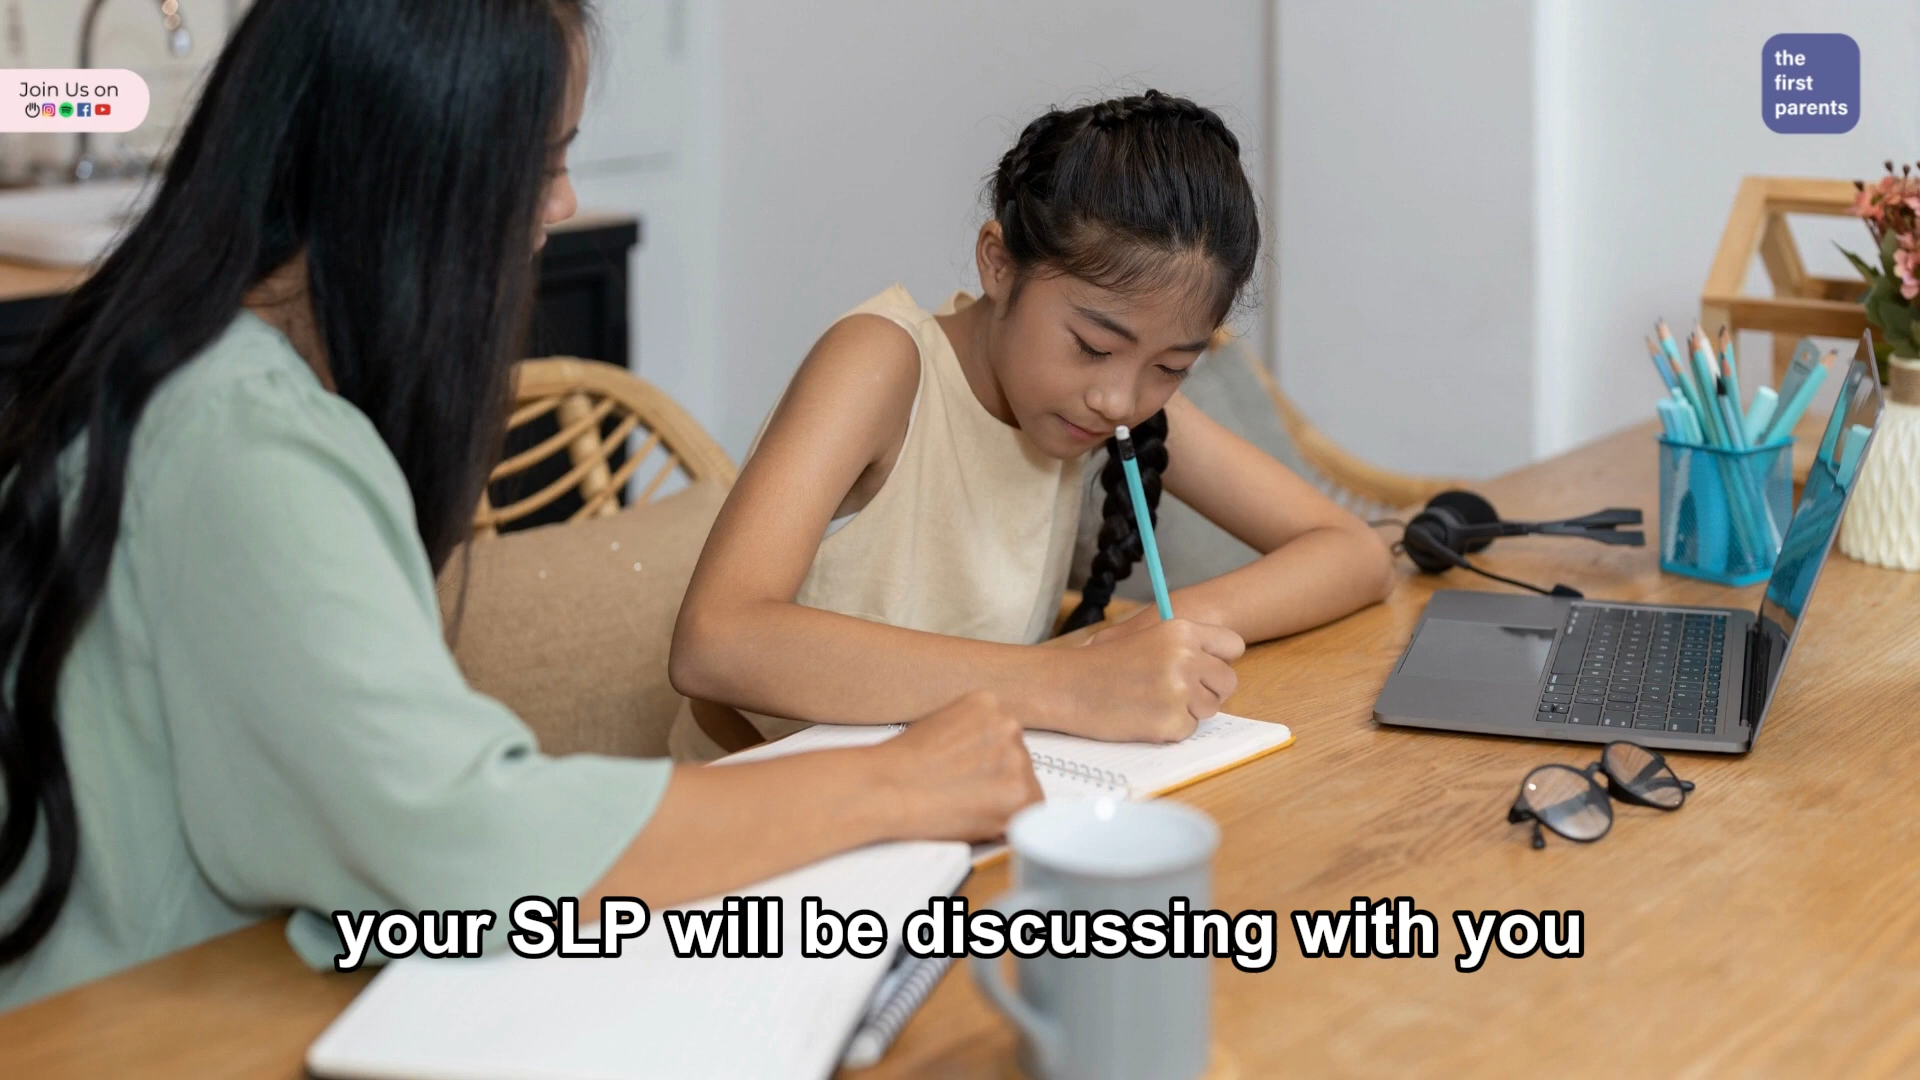 Join Us on
the
first
parents
your SLP will be discussing with you